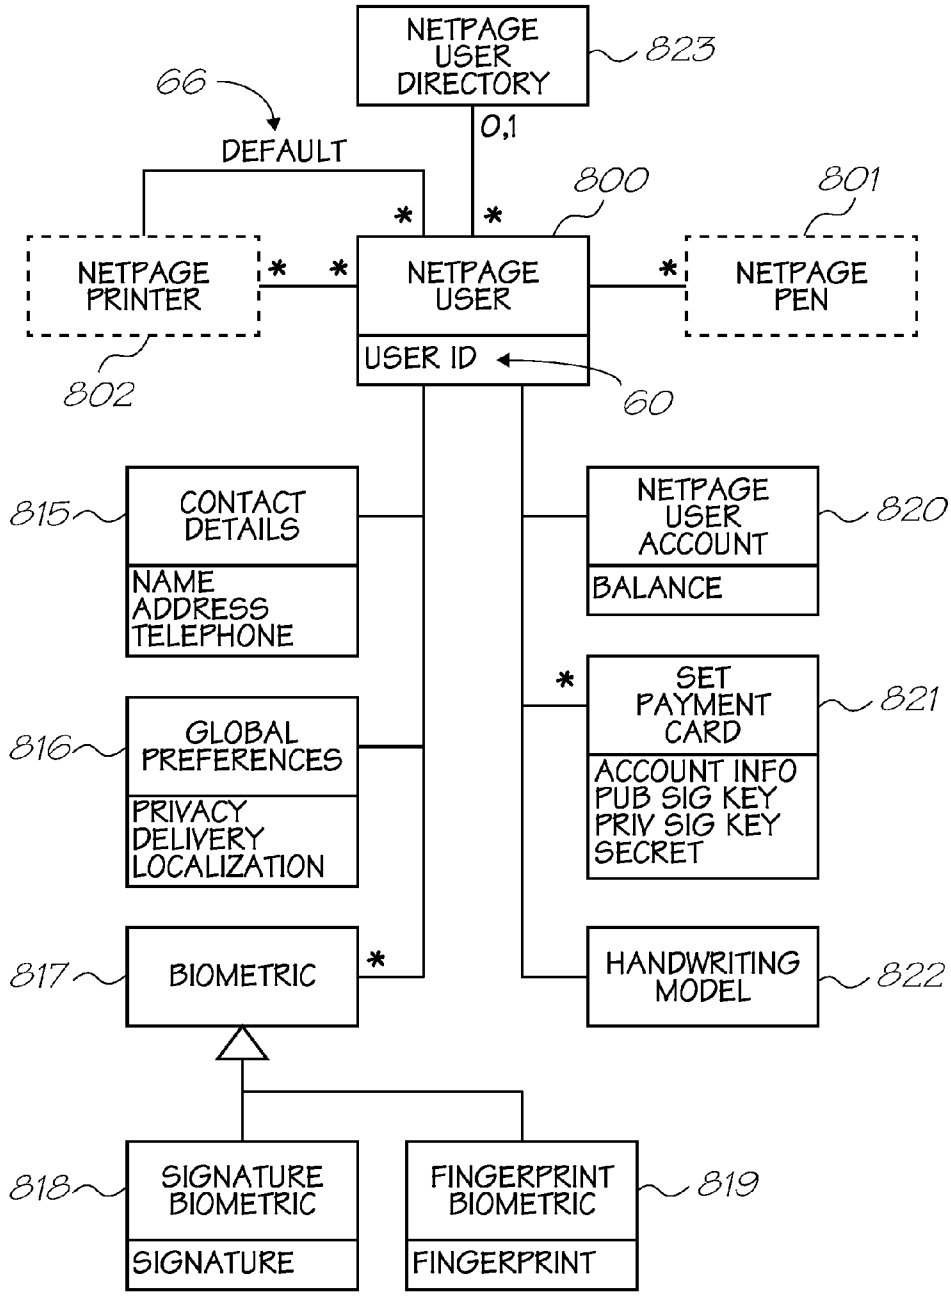 NETPAGE
USER
DIRECTORY
823
66
0,1
DEFAULT
800
801
*
*
NETPAGE
PRINTER
*
*
NETPAGE
USER
*
NETPAGE
PEN
USER ID
802
60
815
CONTACT
DETAILS
NAME
ADDRESS
TELEPHONE
NETPAGE
USER
ACCOUNT
820
BALANCE
816
GLOBAL
PREFERENCES
PRIVACY
DELIVERY
LOCALIZATION
*
SET
PAYMENT
CARD
821
ACCOUNT INFO
PUB SIG KEY
PRIV SIG KEY
SECRET
817
BIOMETRIC
*
HANDWRITING
MODEL
822
818
SIGNATURE
BIOMETRIC
SIGNATURE
FINGERPRINT
BIOMETRIC
819
FINGERPRINT